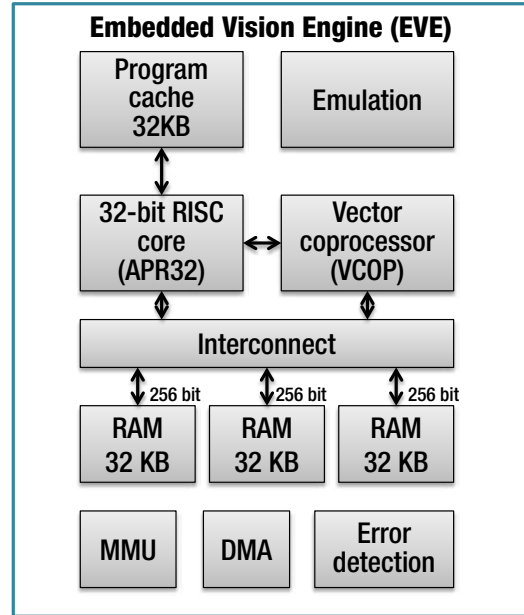 Embedded Vision Engine (EVE)
Program
cache
32KB
Emulation
32-bit RISC
core
(APR32)
Vector
coprocessor
(VCOP)
Interconnect
256 bit
256 bit
256 bit
RAM
32 KB
RAM
32 KB
RAM
32 KB
MMU
DMA
Error
detection